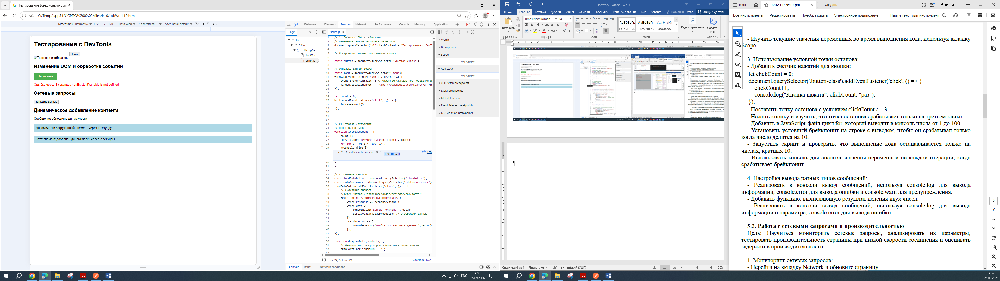 Тестирование функциональност
Файл
C:/Temp/ispp31/ИСРПО%2002.02/files/lr10/LabWork10.html
Dimensions: Responsive 1158 × 1170 Fit to wind No throttling 'Save-Data': default
Тестирование с DevTools
Найти
Тестовое изображение
Изменение DOM и обработка событий
Нажми меня
Ошибка через 3 секунды: nonExistentVariable is not defined
Сетевые запросы
Загрузить данные
Динамическое добавление контента
Сообщение обновлено динамически
Динамически загруженный элемент через 1 секунду
Этот элемент добавлен динамически через 2 секунды
Welcome Elements Sources Network Performance Console Memory Application 2
Page
top
file://
C:/Temp/is...
LabWor...
script.js
script.js
1 // 1: Работа с DOM и событиями
2 // Изменение текста заголовка через DOM
3 document.querySelector('h1').textContent = 'Тестирование с DevT
4
5 // Логирование количества нажатий кнопки
6
7 const button = document.querySelector('.button-class');
8
9 // Отправка данных формы
10 const form = document.querySelector('form');
11 form.addEventListener('submit', (event) => {
12 event.preventDefault(); // Отменяем стандартное поведение ф
13 window.location.href = 'https://www.google.com/search?q='+d
14 });
15
16 let count = 0;
17 button.addEventListener('click', () => {
18 increaseCount()
19 });
20
21
22
23 // 2: Отладка JavaScript
24 // Пошаговая отладка
25 function increaseCount() {
26 count++;
27 console.log("Текущее значение count:", count);
28 for(let i = 0; i <= 100; i++){
29 console.log(i)
Line 29: Conditional breakpoint i % 10 = 0 Lear
30 }
31 }
32
33 // 3: Сетевые запросы
34 const loadDataButton = document.querySelector('.load-data');
35 const dataContainer = document.querySelector('.data-container')
36 loadDataButton.addEventListener('click', () => {
37 // Симуляция запроса
38 //fetch('https://jsonplaceholder.typicode.com/posts')
39 fetch('https://dummyjson.com/products')
40 .then(response => response.json())
41 .then(data => {
42 console.log("Данные получены:", data);
43 displayData(data.products); // Отображаем данные
44 })
45 .catch(error => {
46 console.error("Ошибка при загрузке данных:", error)
47 });
48 });
49
50 function displayData(products) {
51 // Очищаем контейнер перед добавлением новых данных
52 dataContainer.innerHTML = '';
{ } Line 24, Column 21 Coverage: N/A
Console Issues Network conditions
Watch
Breakpoints
Scope
Not paused
Call Stack
Not paused
XHR/fetch breakpoints
DOM breakpoints
Global listeners
Event listener breakpoints
CSP violation breakpoints
ENG
9:36
25.09.2026
labwork10.docx - Word
Файл Главная Вставка Дизайн Макет Ссылки Рассылки Рецензирование Вид Acrobat Помощн Вход Общий доступ
Вставить
Times New Roman 14
АаБбВвГг, АаБбВвГг, АаБбВв
¶ Обычный ¶ Без инте... Заголово...
Редактирование
Создать PDF
Буфер об... Шрифт Абзац Стили Adobe...
¶
Страница 4 из 4 Число слов: 4 английский (США) 130%
Меню
0202 ЛР №10.pdf
Создать
Войти
Все инструменты Редактировать Преобразовать Электронное подписание
Найти текст или инструмент
- Изучить текущие значения переменных во время выполнения кода, используя вкладку
Scope.
3. Использование условной точки останова:
- Добавить счетчик нажатий для кнопки:
let clickCount = 0;
document.querySelector('.button-class').addEventListener('click', () => {
clickCount++;
console.log("Кнопка нажата", clickCount, "раз");
});
- Поставить точку останова с условием clickCount >= 3.
- Нажать кнопку и изучить, что точка останова срабатывает только на третьем клике.
- Добавить в JavaScript-файл цикл for, который выводит в консоль числа от 1 до 100.
- Установить условный брейкпоинт на строке с выводом, чтобы он срабатывал только
когда число делится на 10.
- Запустить скрипт и проверить, что выполнение кода останавливается только на
числах, кратных 10.
- Использовать консоль для анализа значения переменной на каждой итерации, когда
срабатывает брейкпоинт.
4. Настройка вывода разных типов сообщений:
- Реализовать в консоли вывод сообщений, используя console.log для вывода
информации, console.error для вывода ошибки и console.warn для предупреждения.
- Добавить функцию, вычисляющую результат деления двух чисел.
- Реализовать в консоли вывод сообщений, используя console.log для вывода
информации о параметре, console.error для вывода ошибки.
5.3. Работа с сетевыми запросами и производительностью
Цель: Научиться мониторить сетевые запросы, анализировать их параметры,
тестировать производительность страницы при низкой скорости соединения и оценивать
задержки в производительности.
1. Мониторинг сетевых запросов:
- Перейти на вкладку Network и обновите страницу.
3
7
9:36
25.09.2026